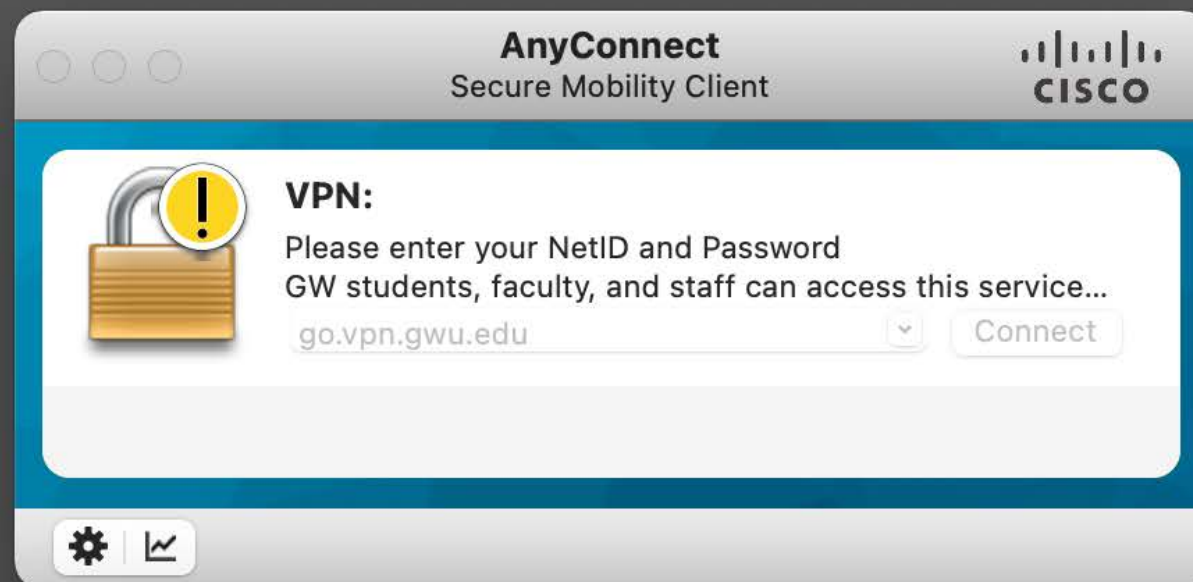 AnyConnect
Secure Mobility Client
CISCO
VPN:
Please enter your NetID and Password
GW students, faculty, and staff can access this service...
go.vpn.gwu.edu
Connect